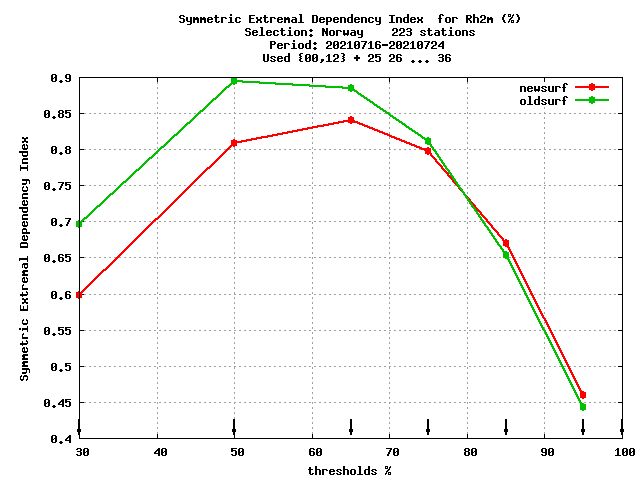 Symmetric Extremal Dependency Index  for Rh2m (%)
Selection: Norway    223 stations
Period: 20210716-20210724
Used {00,12} + 25 26 ... 36
newsurf
oldsurf
Symmetric Extremal Dependency Index
0.9
0.85
0.8
0.75
0.7
0.65
0.6
0.55
0.5
0.45
0.4
30 40 50 60 70 80 90 100
thresholds %